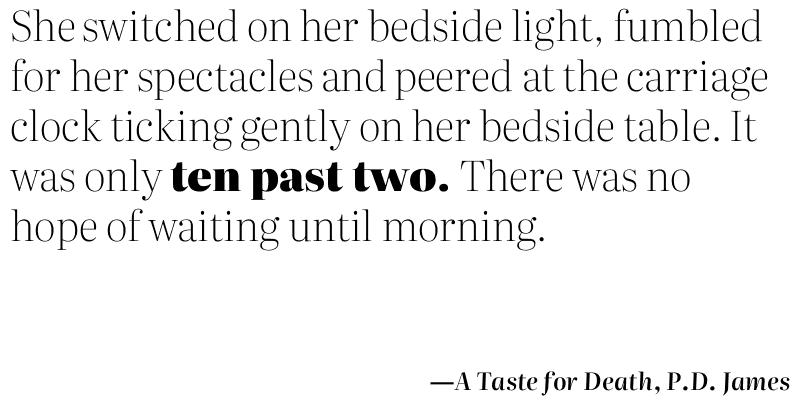 She switched on her bedside light, fumbled
for her spectacles and peered at the carriage
clock ticking gently on her bedside table. It
was only ten past two. There was no
hope of waiting until morning.
—A Taste for Death, P.D. James